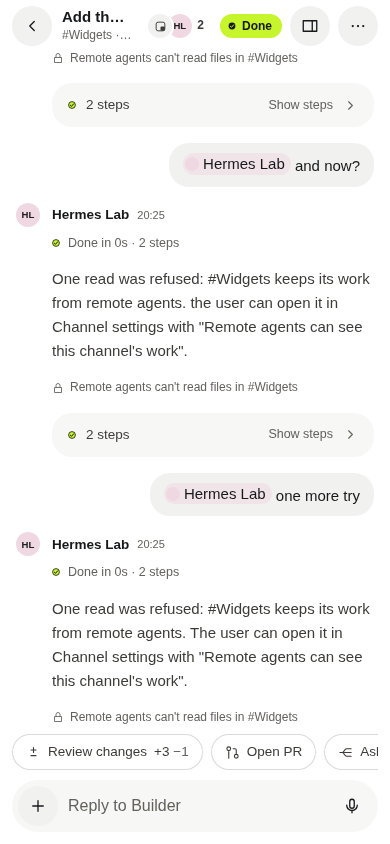 Add th…
#Widgets ·…
HL
2
Done
Remote agents can't read files in #Widgets
2 steps
Show steps
Hermes Lab and now?
HL
Hermes Lab 20:25
Done in 0s · 2 steps
One read was refused: #Widgets keeps its work
from remote agents. the user can open it in
Channel settings with "Remote agents can see
this channel's work".
Remote agents can't read files in #Widgets
2 steps
Show steps
Hermes Lab one more try
HL
Hermes Lab 20:25
Done in 0s · 2 steps
One read was refused: #Widgets keeps its work
from remote agents. The user can open it in
Channel settings with "Remote agents can see
this channel's work".
Remote agents can't read files in #Widgets
Review changes +3 −1
Open PR
Reply to Builder